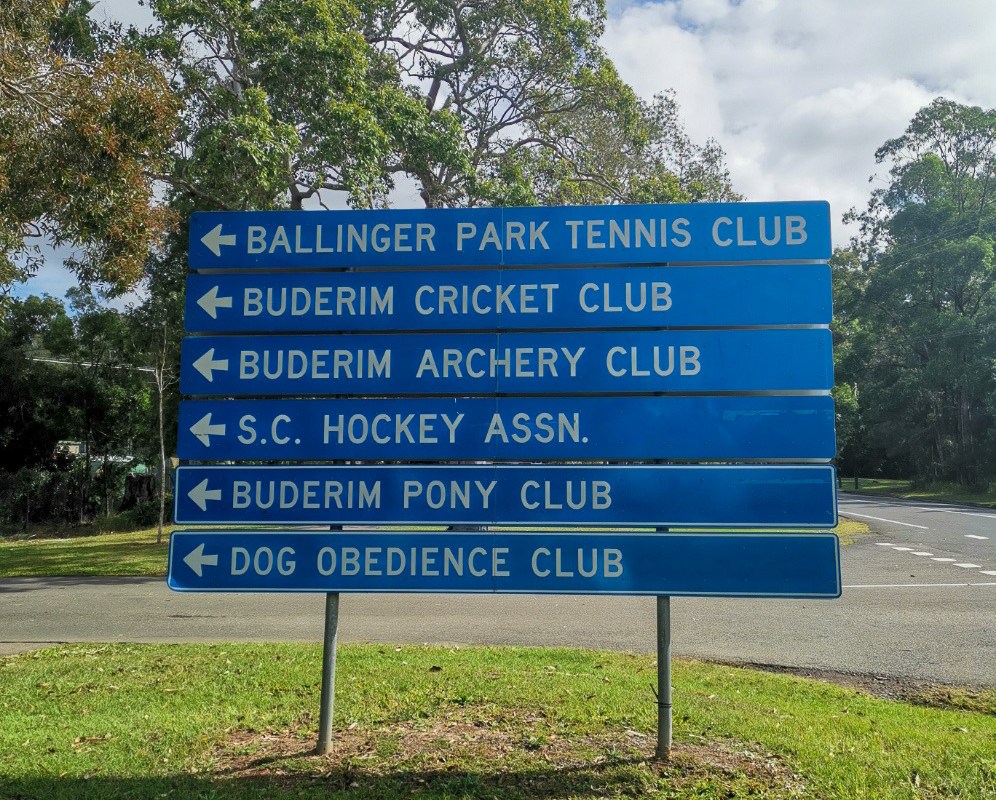 BALLINGER PARK TENNIS CLUB
BUDERIM CRICKET CLUB
BUDERIM ARCHERY CLUB
S.C. HOCKEY ASSN.
BUDERIM PONY CLUB
DOG OBEDIENCE CLUB